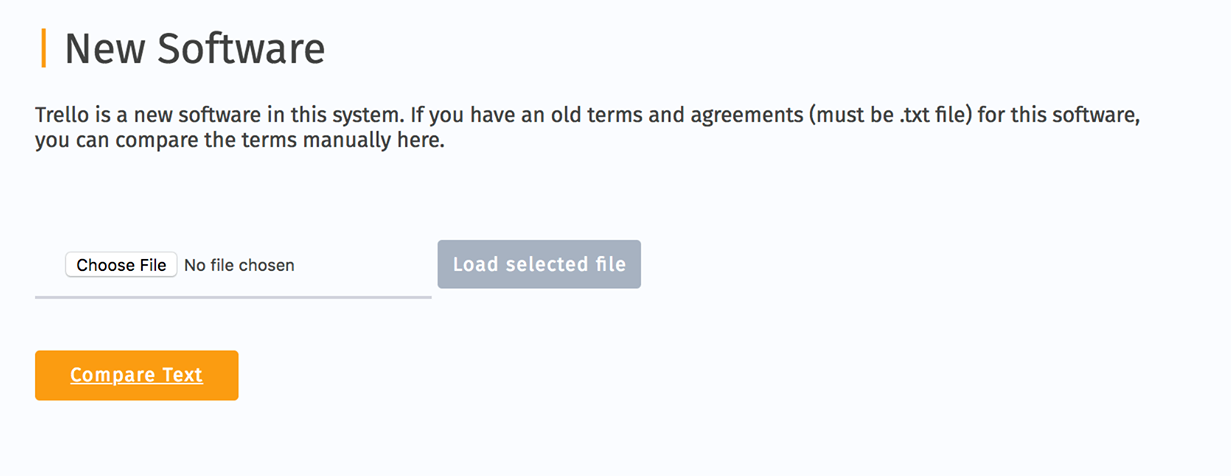 New Software
Trello is a new software in this system. If you have an old terms and agreements (must be .txt file) for this software,
you can compare the terms manually here.
Choose File No file chosen
Load selected file
Compare Text